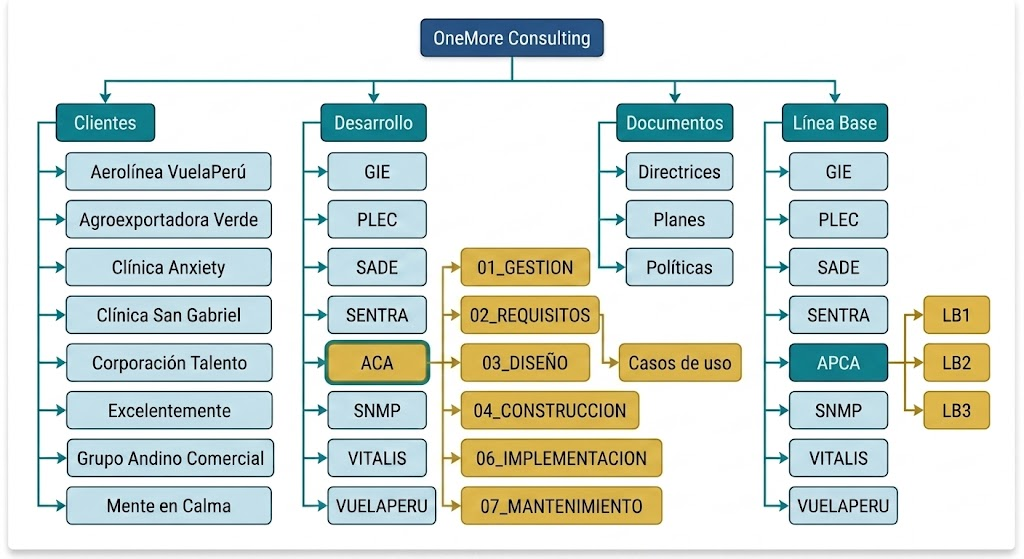 OneMore Consulting
Clientes
Aerolínea VuelaPerú
Agroexportadora Verde
Clínica Anxiety
Clínica San Gabriel
Corporación Talento
Excelentemente
Grupo Andino Comercial
Mente en Calma
Desarrollo
GIE
PLEC
SADE
SENTRA
ACA
SNMP
VITALIS
VUELAPERU
01_GESTION
02_REQUISITOS
03_DISEÑO
04_CONSTRUCCION
06_IMPLEMENTACION
07_MANTENIMIENTO
Casos de uso
Documentos
Directrices
Planes
Políticas
Línea Base
GIE
PLEC
SADE
SENTRA
APCA
SNMP
VITALIS
VUELAPERU
LB1
LB2
LB3